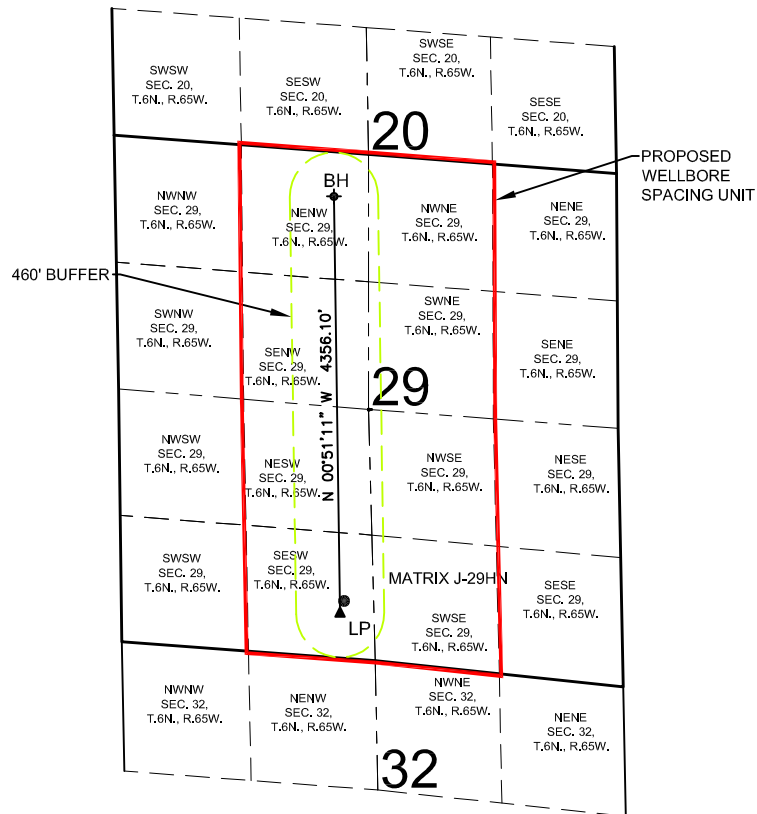 SWSW
SEC. 20,
T.6N., R.65W.
SESW
SEC. 20,
T.6N., R.65W.
SWSE
SEC. 20,
T.6N., R.65W.
SESE
SEC. 20,
T.6N., R.65W.
20
PROPOSED
WELLBORE
SPACING UNIT
NWNW
SEC. 29,
T.6N., R.65W.
BH
NENW
SEC. 29,
T.6N., R.65W.
NWNE
SEC. 29,
T.6N., R.65W.
NENE
SEC. 29,
T.6N., R.65W.
460' BUFFER
SWNW
SEC. 29,
T.6N., R.65W.
SENW
SEC. 29,
T.6N., R.65W.
N 00°51'11" W 4356.10'
SWNE
SEC. 29,
T.6N., R.65W.
SENE
SEC. 29,
T.6N., R.65W.
29
NWSW
SEC. 29,
T.6N., R.65W.
NESW
SEC. 29,
T.6N., R.65W.
NWSE
SEC. 29,
T.6N., R.65W.
NESE
SEC. 29,
T.6N., R.65W.
SWSW
SEC. 29,
T.6N., R.65W.
SESW
SEC. 29,
T.6N., R.65W.
MATRIX J-29HN
LP
SWSE
SEC. 29,
T.6N., R.65W.
SESE
SEC. 29,
T.6N., R.65W.
NWNW
SEC. 32,
T.6N., R.65W.
NENW
SEC. 32,
T.6N., R.65W.
NWNE
SEC. 32,
T.6N., R.65W.
NENE
SEC. 32,
T.6N., R.65W.
32